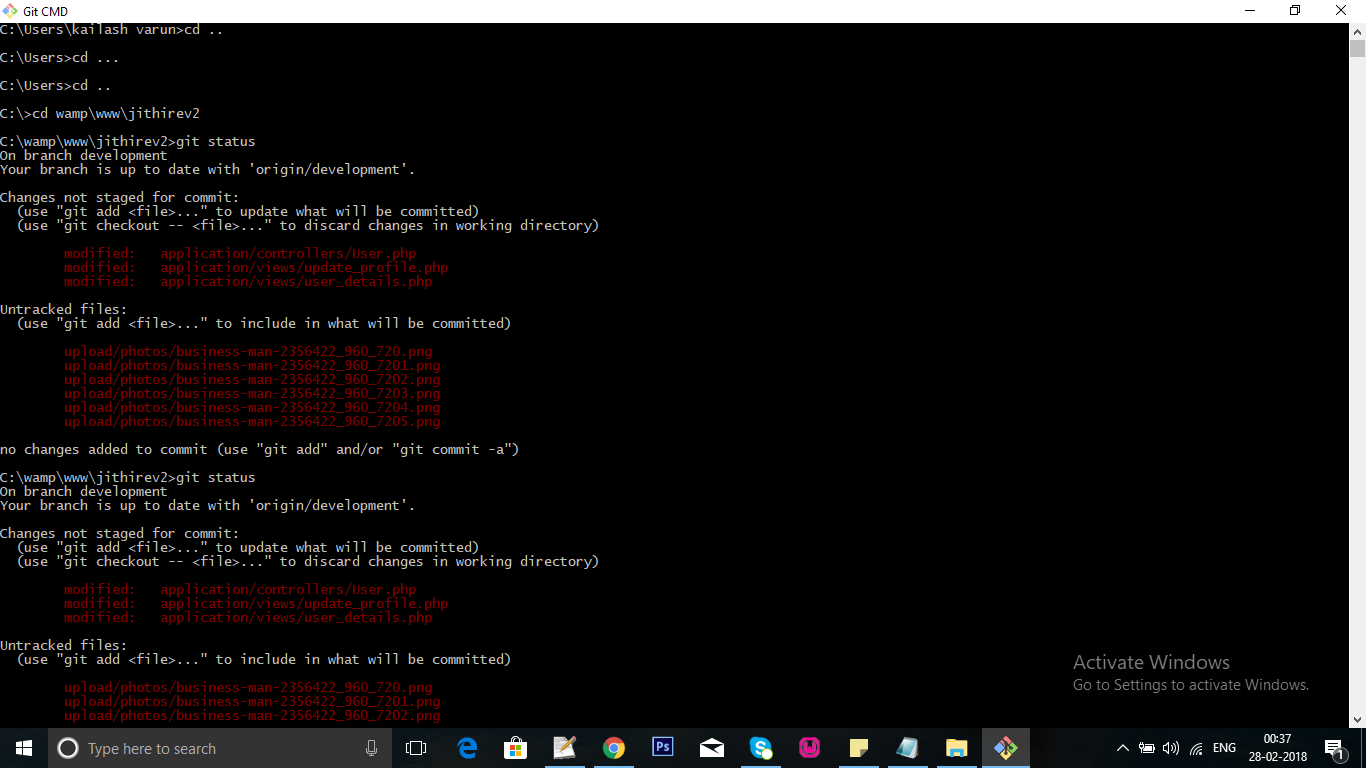 Git CMD
C:\Users\kailash varun>cd ..
C:\Users>cd ...
C:\Users>cd ..
C:\>cd wamp\www\jithirev2
C:\wamp\www\jithirev2>git status
On branch development
Your branch is up to date with 'origin/development'.
Changes not staged for commit:
  (use "git add <file>..." to update what will be committed)
  (use "git checkout -- <file>..." to discard changes in working directory)
        modified:   application/controllers/User.php
        modified:   application/views/update_profile.php
        modified:   application/views/user_details.php
Untracked files:
  (use "git add <file>..." to include in what will be committed)
        upload/photos/business-man-2356422_960_720.png
        upload/photos/business-man-2356422_960_7201.png
        upload/photos/business-man-2356422_960_7202.png
        upload/photos/business-man-2356422_960_7203.png
        upload/photos/business-man-2356422_960_7204.png
        upload/photos/business-man-2356422_960_7205.png
no changes added to commit (use "git add" and/or "git commit -a")
C:\wamp\www\jithirev2>git status
On branch development
Your branch is up to date with 'origin/development'.
Changes not staged for commit:
  (use "git add <file>..." to update what will be committed)
  (use "git checkout -- <file>..." to discard changes in working directory)
        modified:   application/controllers/User.php
        modified:   application/views/update_profile.php
        modified:   application/views/user_details.php
Untracked files:
  (use "git add <file>..." to include in what will be committed)
        upload/photos/business-man-2356422_960_720.png
        upload/photos/business-man-2356422_960_7201.png
        upload/photos/business-man-2356422_960_7202.png
Activate Windows
Go to Settings to activate Windows.
Type here to search
Ps
ENG
00:37
28-02-2018
1